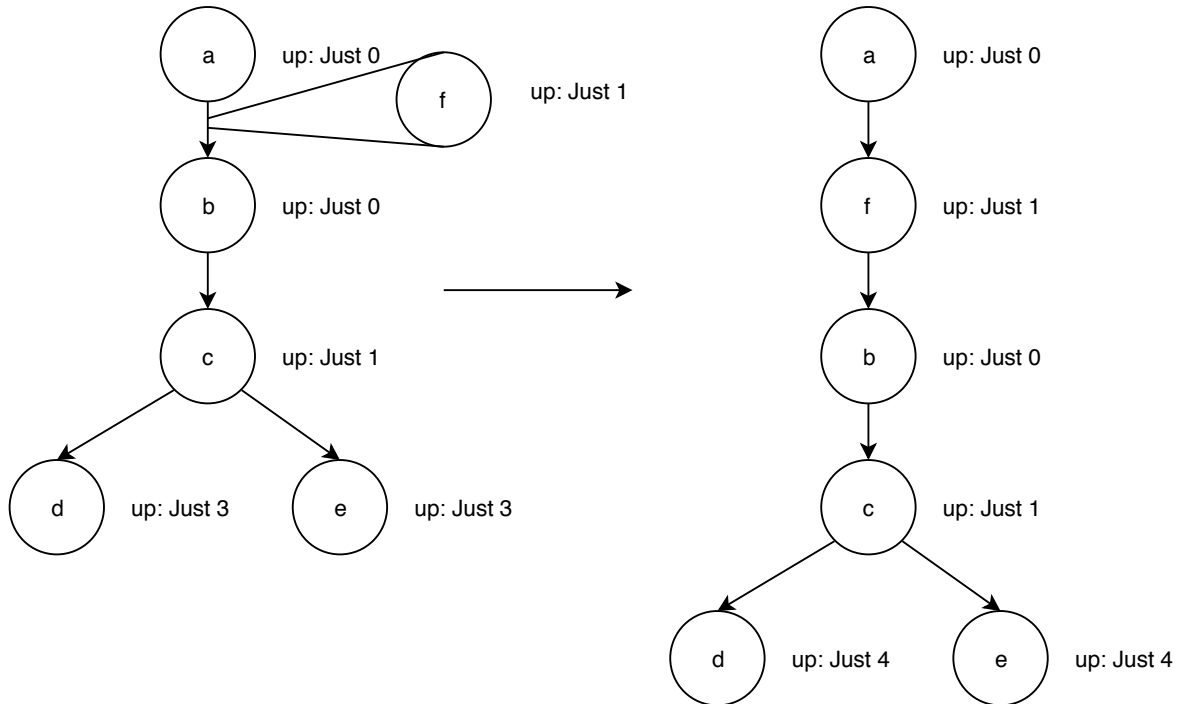 a up: Just 0
f up: Just 1
b up: Just 0
c up: Just 1
d up: Just 3
e up: Just 3
a up: Just 0
f up: Just 1
b up: Just 0
c up: Just 1
d up: Just 4
e up: Just 4